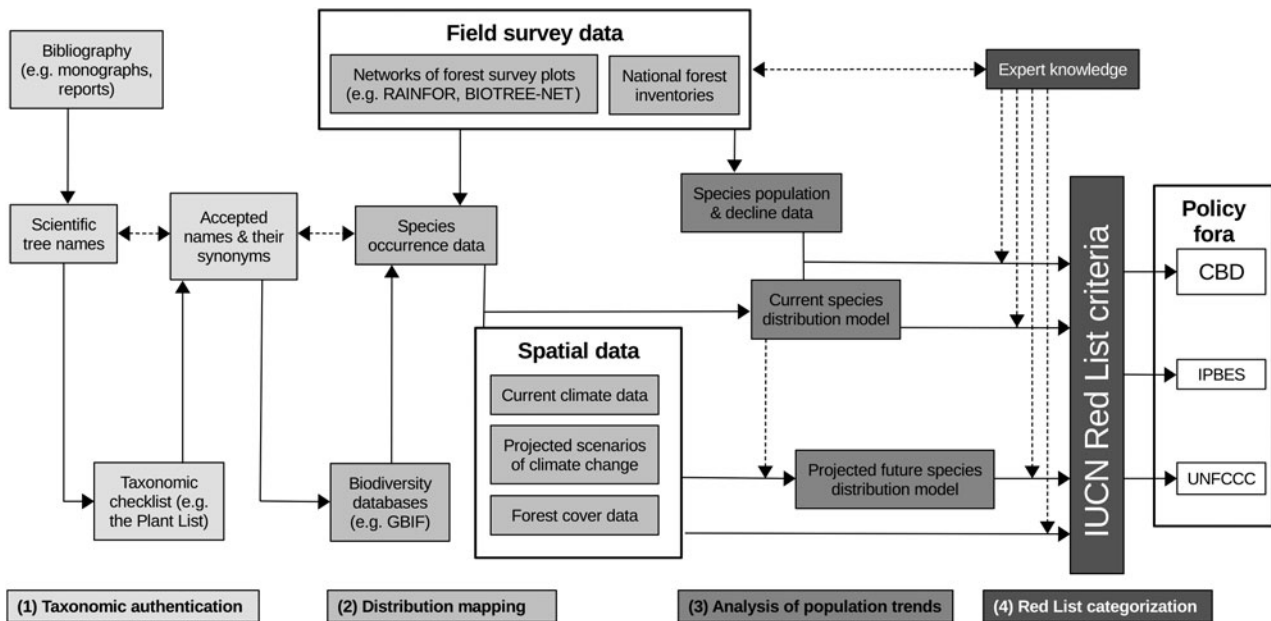 Bibliography
(e.g. monographs,
reports)
Field survey data
Networks of forest survey plots
(e.g. RAINFOR, BIOTREE-NET)
National forest
inventories
Expert knowledge
Scientific
tree names
Accepted
names & their
synonyms
Species
occurrence data
Species population
& decline data
Current species
distribution model
Spatial data
Current climate data
Projected scenarios
of climate change
Forest cover data
Taxonomic
checklist (e.g.
the Plant List)
Biodiversity
databases
(e.g. GBIF)
Projected future species
distribution model
IUCN Red List criteria
Policy
fora
CBD
IPBES
UNFCCC
(1) Taxonomic authentication
(2) Distribution mapping
(3) Analysis of population trends
(4) Red List categorization